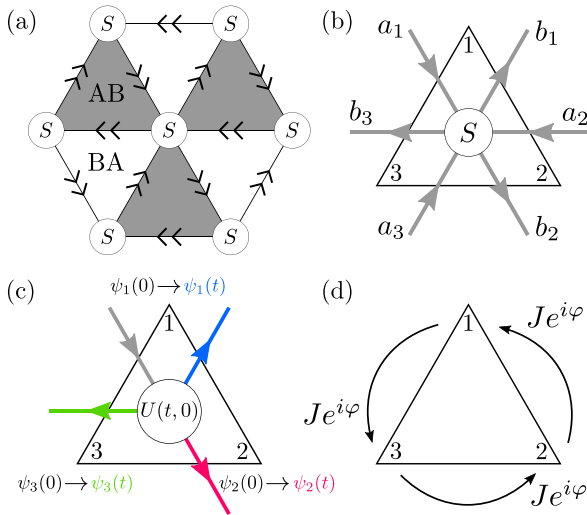 (a)
S
S
AB
S
S
S
BA
S
S
(b)
a₁
b₁
1
b₃
S
a₂
3
2
a₃
b₂
(c)
ψ₁(0)→ψ₁(t)
1
U(t,0)
3
2
ψ₃(0)→ψ₃(t)
ψ₂(0)→ψ₂(t)
(d)
Je^{iφ}
1
Je^{iφ}
3
2
Je^{iφ}